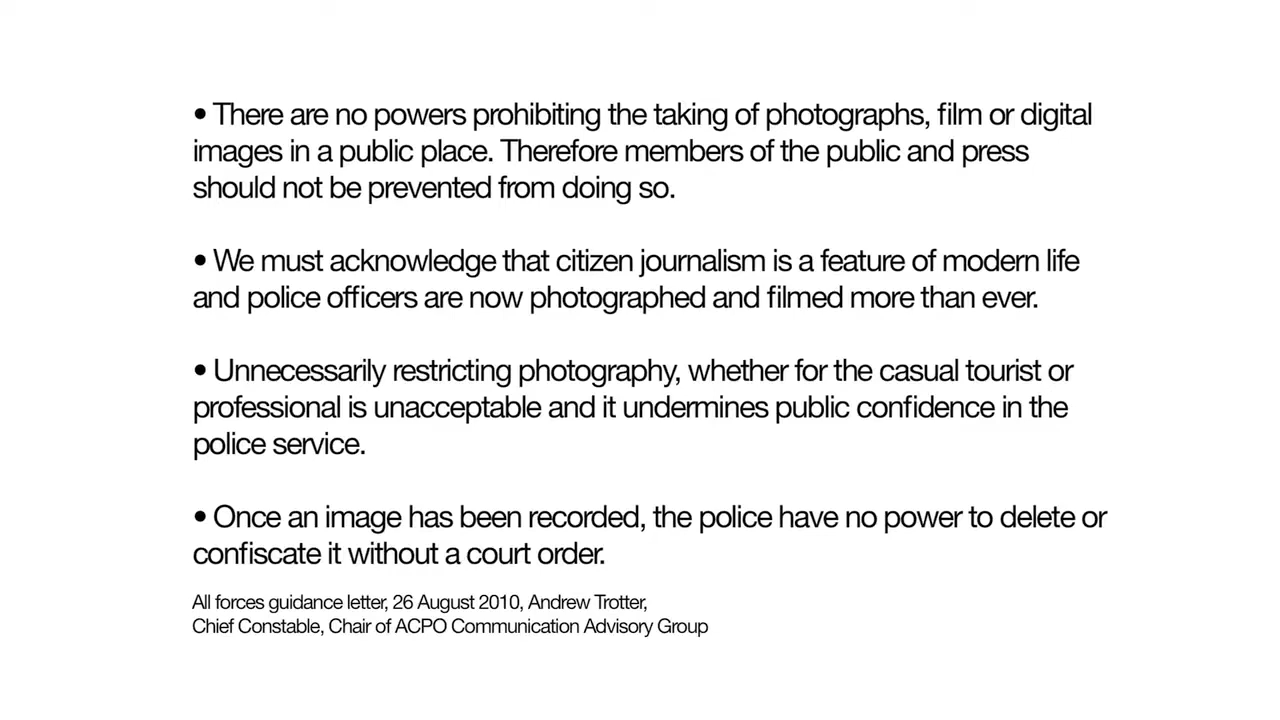 • There are no powers prohibiting the taking of photographs, film or digital
images in a public place. Therefore members of the public and press
should not be prevented from doing so.
• We must acknowledge that citizen journalism is a feature of modern life
and police officers are now photographed and filmed more than ever.
• Unnecessarily restricting photography, whether for the casual tourist or
professional is unacceptable and it undermines public confidence in the
police service.
• Once an image has been recorded, the police have no power to delete or
confiscate it without a court order.
All forces guidance letter, 26 August 2010, Andrew Trotter,
Chief Constable, Chair of ACPO Communication Advisory Group